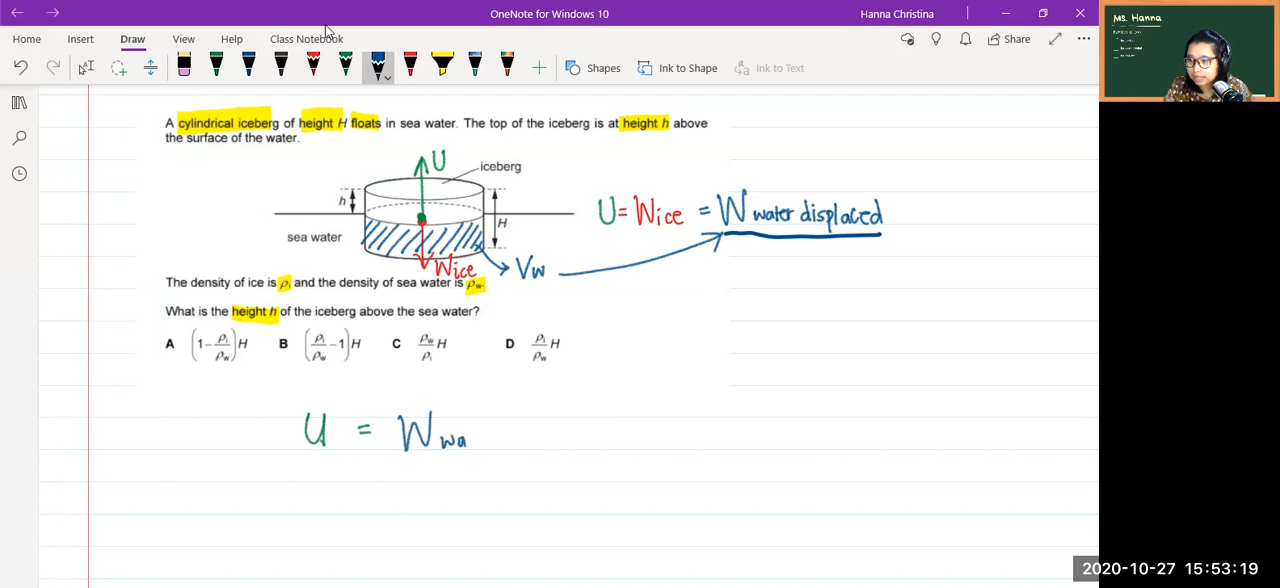 OneNote for Windows 10
Hanna Christina
Home Insert Draw View Help Class Notebook
Share
Shapes Ink to Shape Ink to Text
Ms. Hanna
A cylindrical iceberg of height H floats in sea water. The top of the iceberg is at height h above
the surface of the water.
U
iceberg
h
H
sea water
Wice
Vw
U = Wice = W water displaced
The density of ice is ρi and the density of sea water is ρw.
What is the height h of the iceberg above the sea water?
A (1 − ρi/ρw)H B (ρi/ρw − 1)H C ρw/ρi H D ρi/ρw H
U = Wwa
2020-10-27 15:53:19